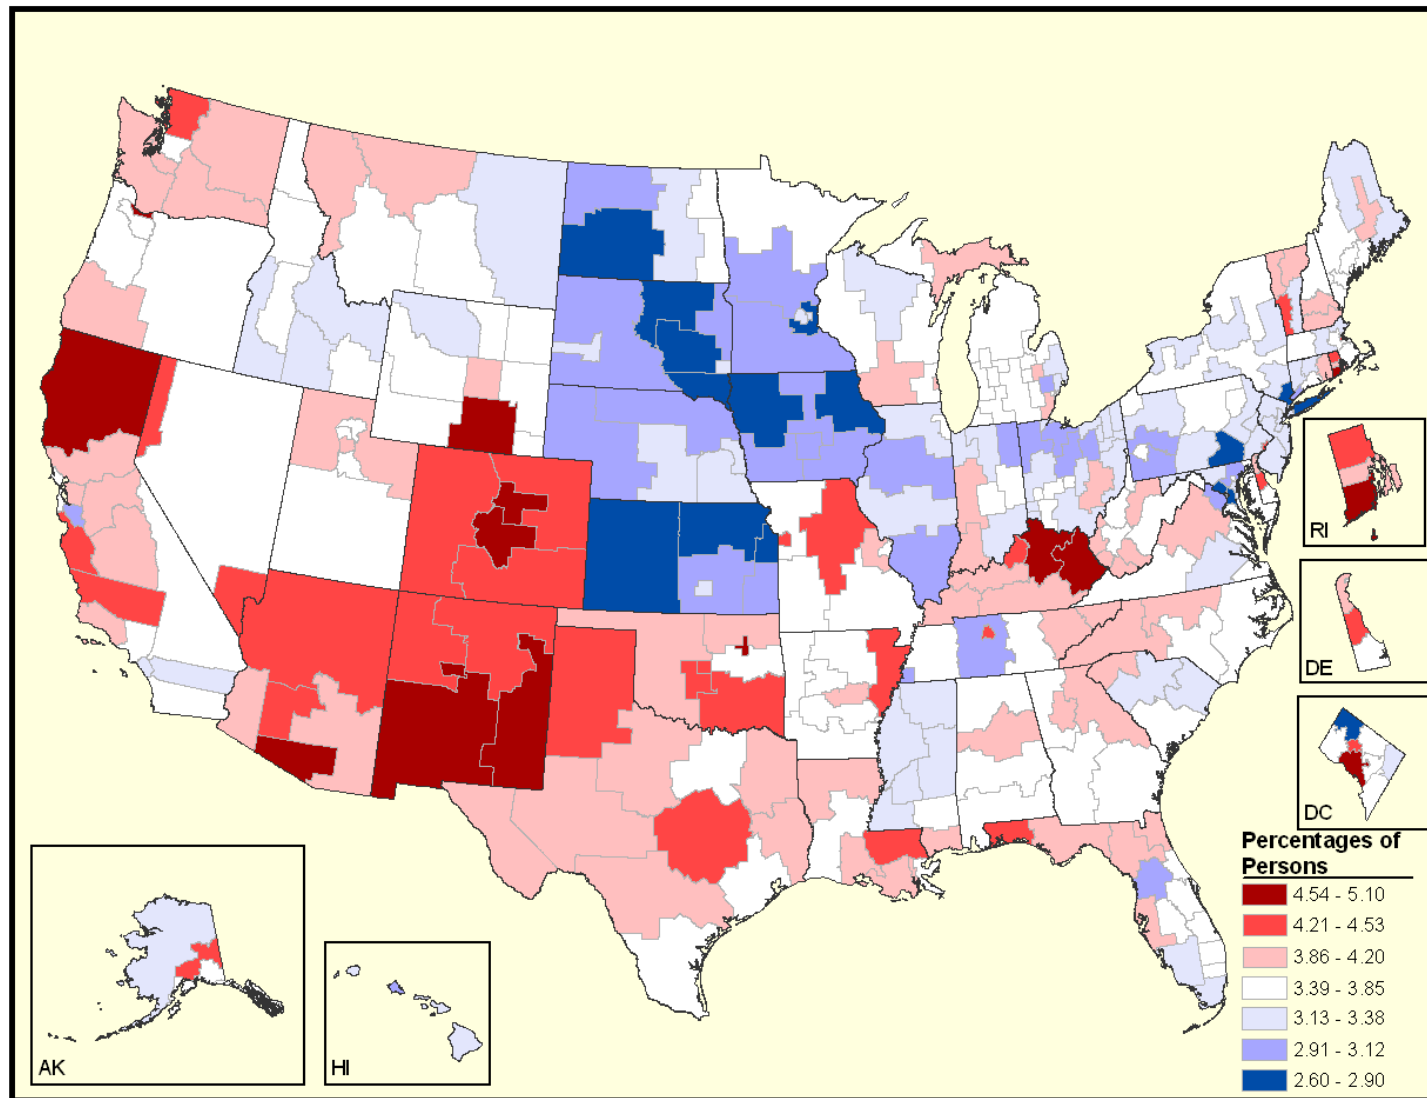 RI
DE
DC
AK
HI
Percentages of
Persons
4.54 - 5.10
4.21 - 4.53
3.86 - 4.20
3.39 - 3.85
3.13 - 3.38
2.91 - 3.12
2.60 - 2.90